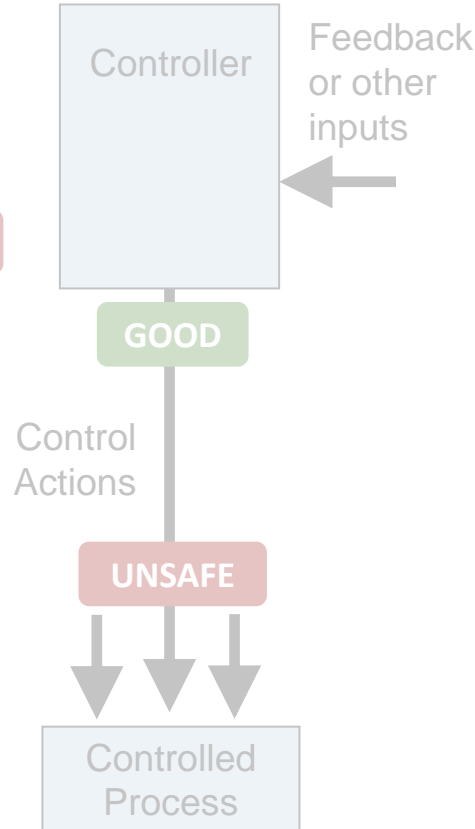 Controller
Feedback
or other
inputs
GOOD
Control
Actions
UNSAFE
Controlled
Process